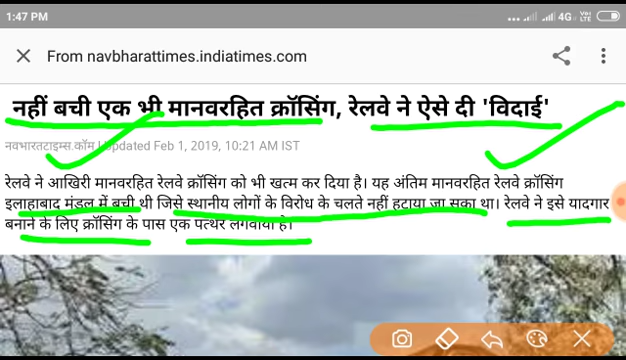 1:47 PM
4G VoLTE
From navbharattimes.indiatimes.com
नहीं बची एक भी मानवरहित क्रॉसिंग, रेलवे ने ऐसे दी 'विदाई'
नवभारतटाइम्स.कॉम | Updated Feb 1, 2019, 10:21 AM IST
रेलवे ने आखिरी मानवरहित रेलवे क्रॉसिंग को भी खत्म कर दिया है। यह अंतिम मानवरहित रेलवे क्रॉसिंग
इलाहाबाद मंडल में बची थी जिसे स्थानीय लोगों के विरोध के चलते नहीं हटाया जा सका था। रेलवे ने इसे यादगार
बनाने के लिए क्रॉसिंग के पास एक पत्थर लगवाया है।